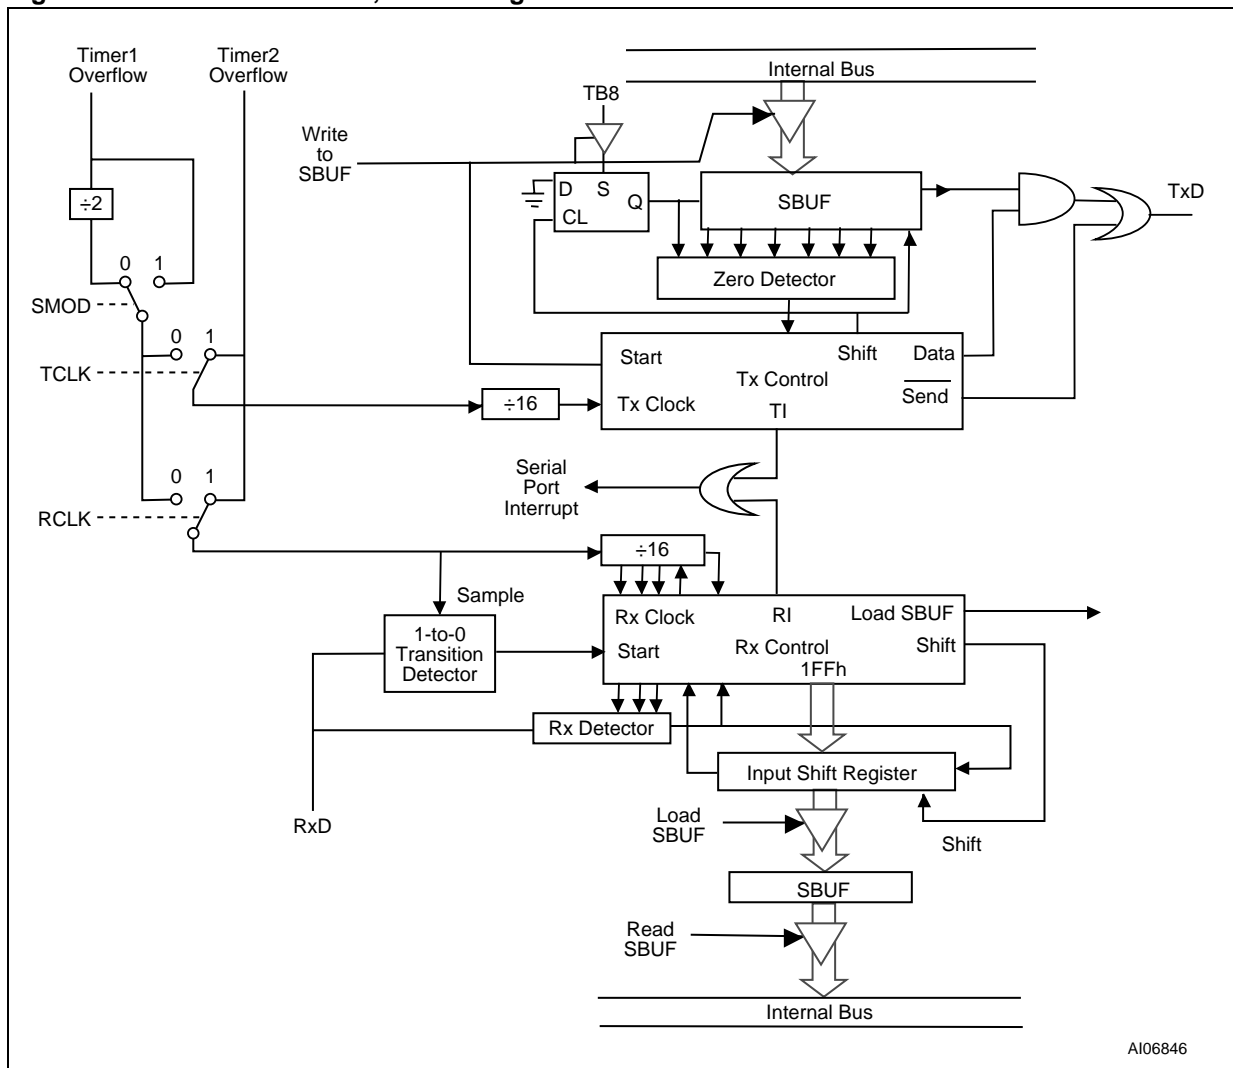 Timer1
Overflow
Timer2
Overflow
Internal Bus
TB8
Write
to
SBUF
D S
Q
CL
SBUF
TxD
÷2
Zero Detector
0 1
SMOD
0 1
TCLK
Start
Shift
Data
Tx Control
Send
÷16
Tx Clock
TI
Serial
Port
Interrupt
0 1
RCLK
÷16
Sample
1-to-0
Transition
Detector
Rx Clock
RI
Load SBUF
Start
Rx Control
Shift
1FFh
Rx Detector
Input Shift Register
RxD
Load
SBUF
Shift
SBUF
Read
SBUF
Internal Bus
AI06846